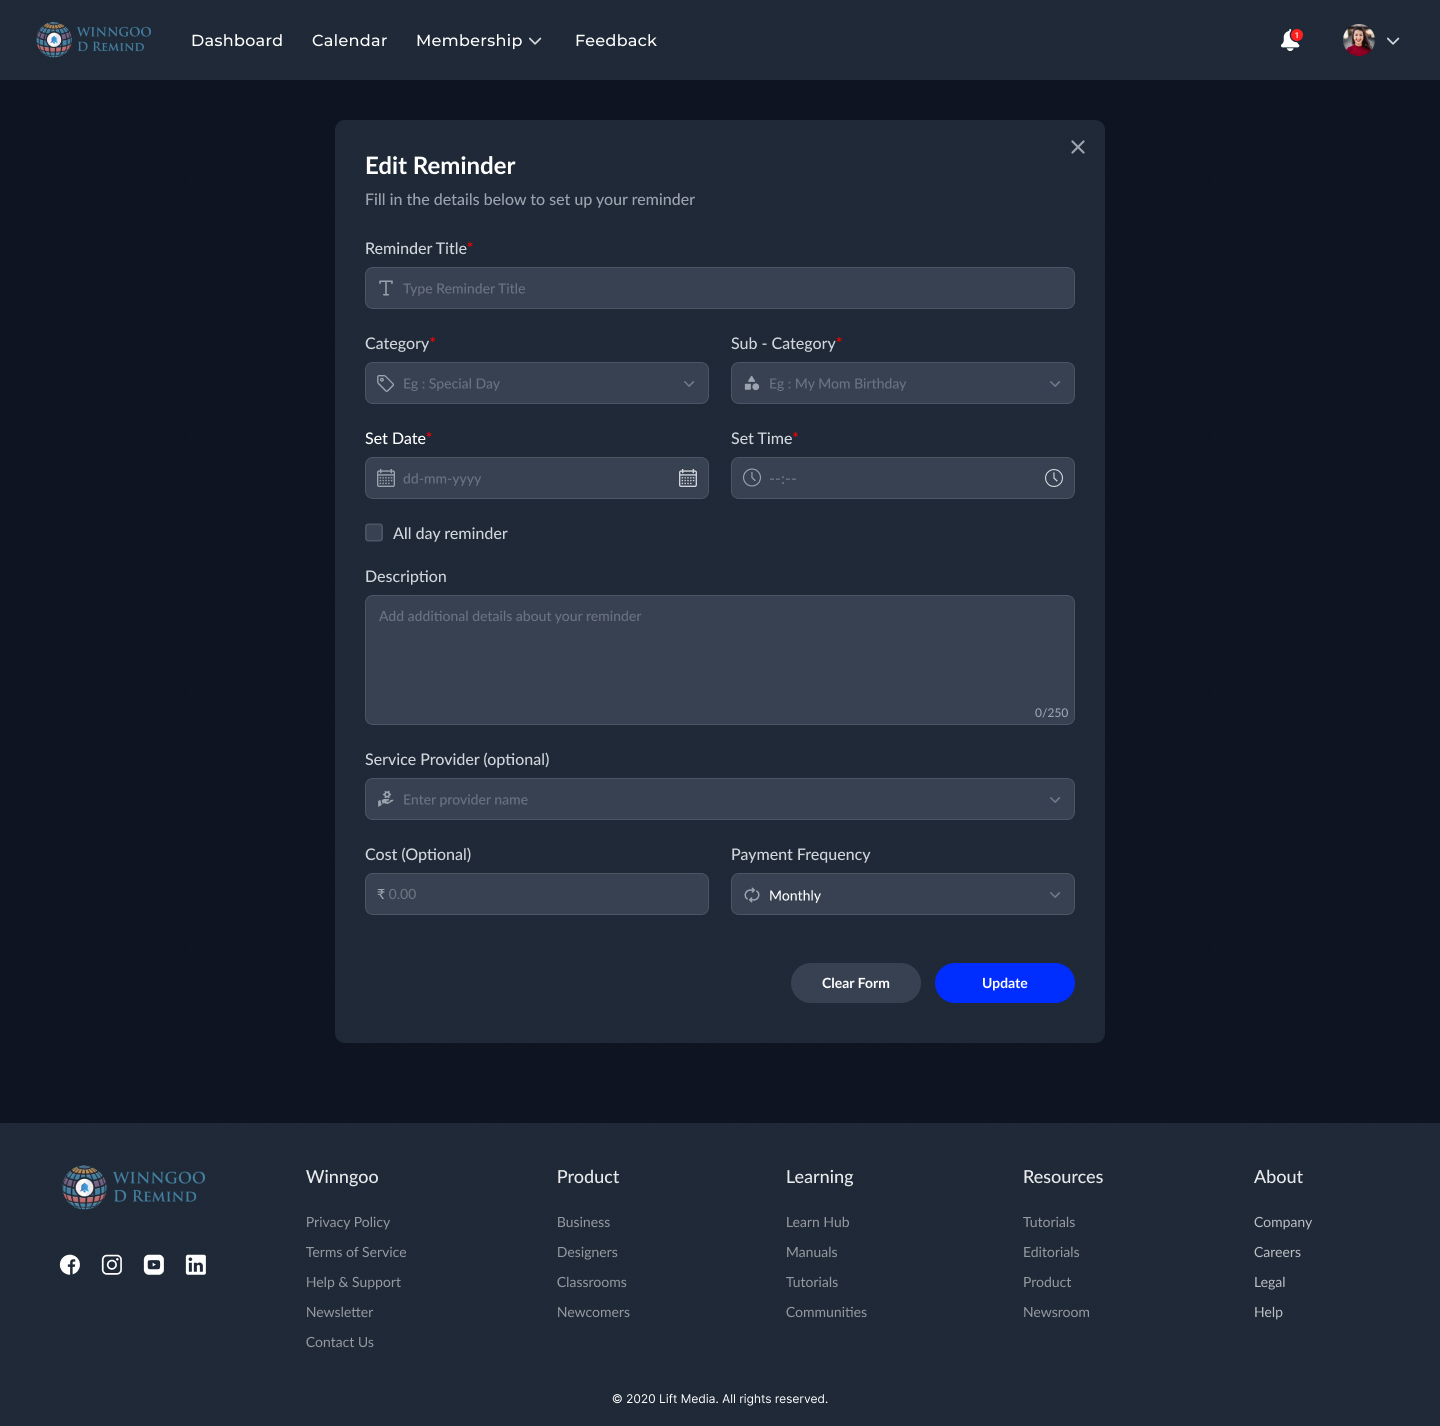 WINNGOO
D REMIND
Dashboard Calendar Membership Feedback
1
Edit Reminder
Fill in the details below to set up your reminder
Reminder Title*
Type Reminder Title
Category* Sub - Category*
Eg : Special Day Eg : My Mom Birthday
Set Date* Set Time*
dd-mm-yyyy --:--
All day reminder
Description
Add additional details about your reminder
0/250
Service Provider (optional)
Enter provider name
Cost (Optional) Payment Frequency
₹ 0.00 Monthly
Clear Form Update
WINNGOO
D REMIND
Winngoo Product Learning Resources About
Privacy Policy Business Learn Hub Tutorials Company
Terms of Service Designers Manuals Editorials Careers
Help & Support Classrooms Tutorials Product Legal
Newsletter Newcomers Communities Newsroom Help
Contact Us
© 2020 Lift Media. All rights reserved.